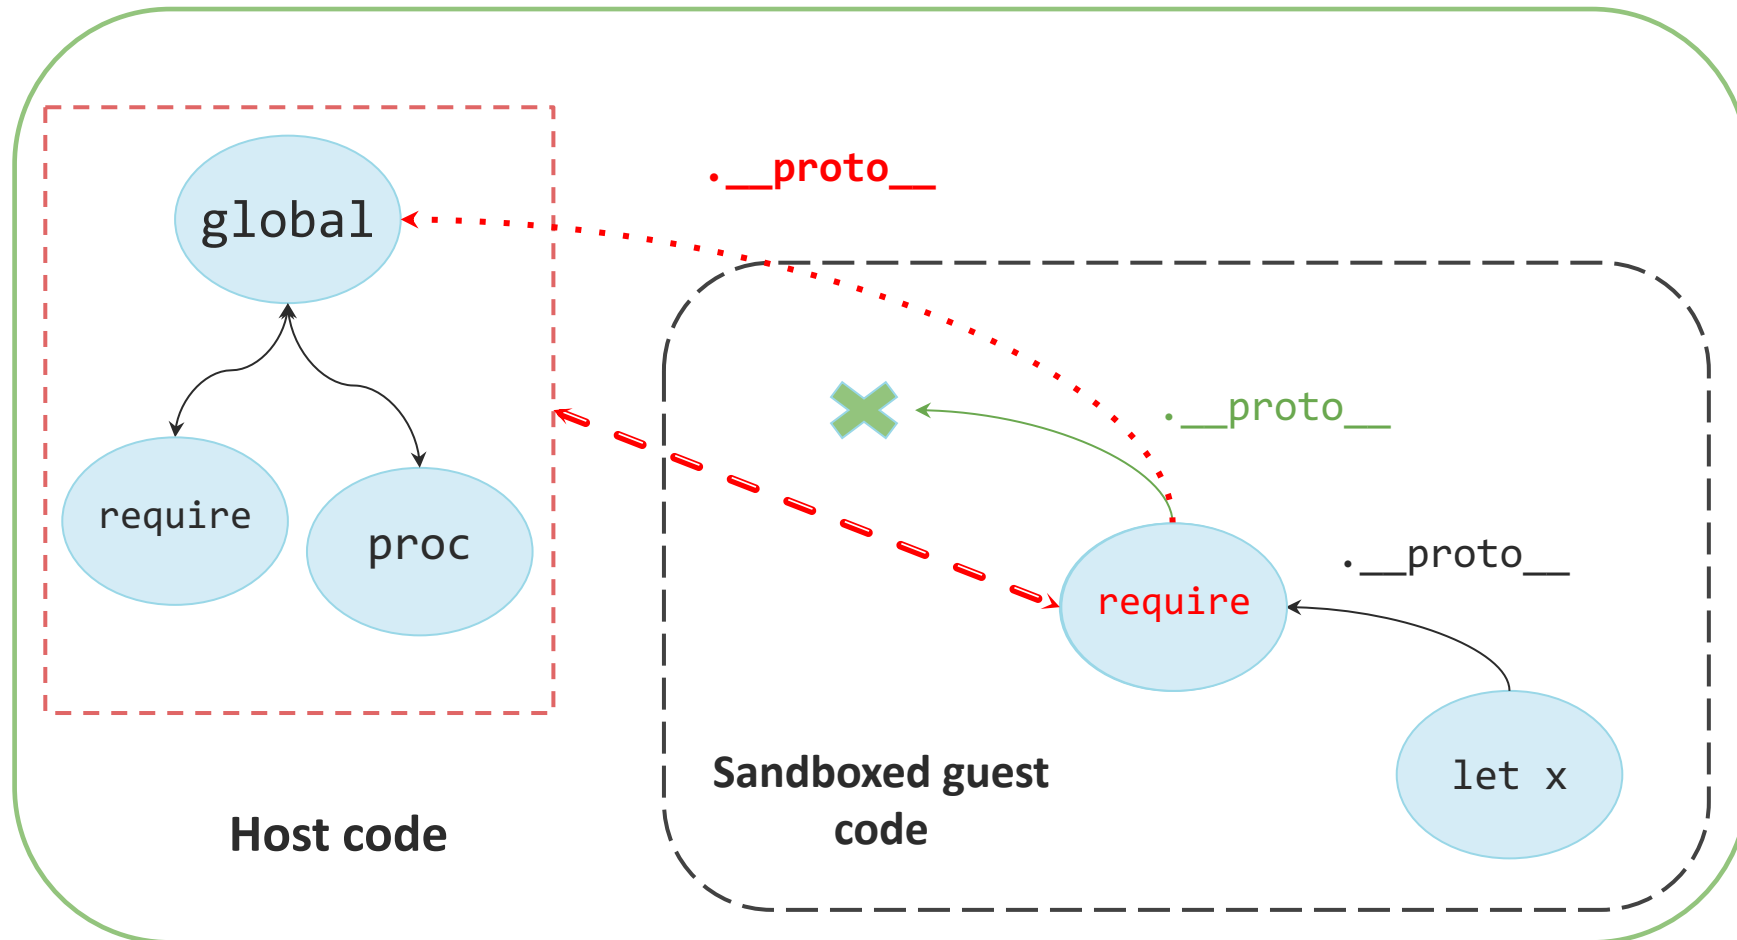 .__proto__
global
.__proto__
require
proc
.__proto__
require
let x
Sandboxed guest
code
Host code